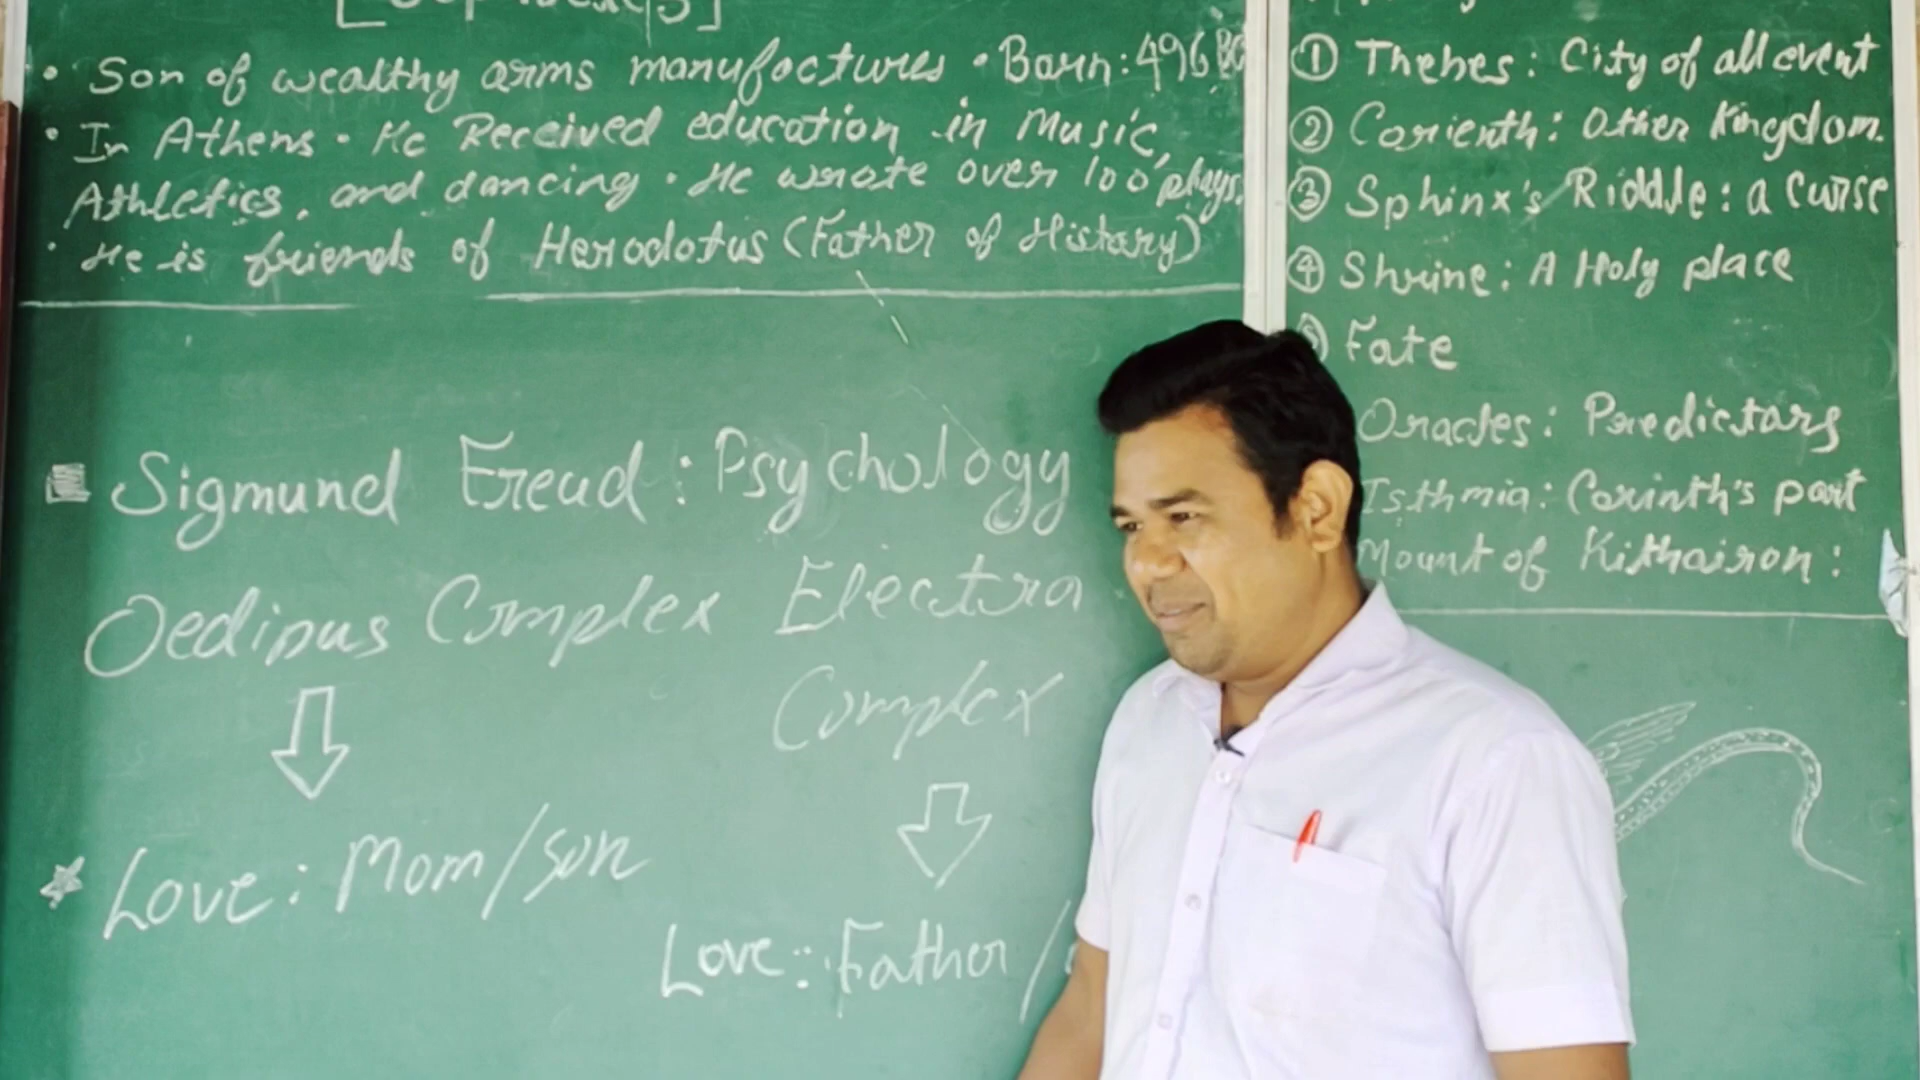 • Son of wealthy arms manufactures • Born: 496 BC
• In Athens • He Received education in Music,
Athletics, and dancing • He wrote over 100 plays.
• He is friends of Herodotus (Father of History)
Sigmund Freud: Psychology
Oedipus Complex Electra
Complex
Love: Mom/son
Love: Father/
① Thebes: City of all event
② Corienth: Other Kingdom.
③ Sphinx's Riddle: a curse
④ Shrine: A Holy place
Fate
Oracles: Predictors
Isthmia: Corinth's part
Mount of Kithairon: